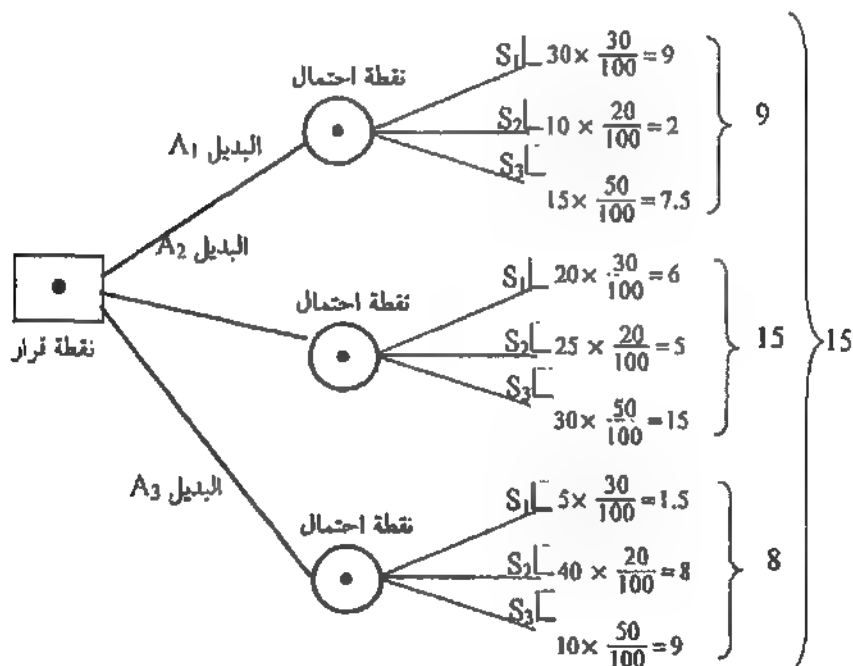 نقطة احتمال
البديل A1
S1 30 × 30/100 = 9
S2 10 × 20/100 = 2
S3
15 × 50/100 = 7.5
9
البديل A2
نقطة قرار
نقطة احتمال
S1 20 × 30/100 = 6
S2 25 × 20/100 = 5
S3
30 × 50/100 = 15
15
15
البديل A3
نقطة احتمال
S1 5 × 30/100 = 1.5
S2 40 × 20/100 = 8
S3
10 × 50/100 = 9
8